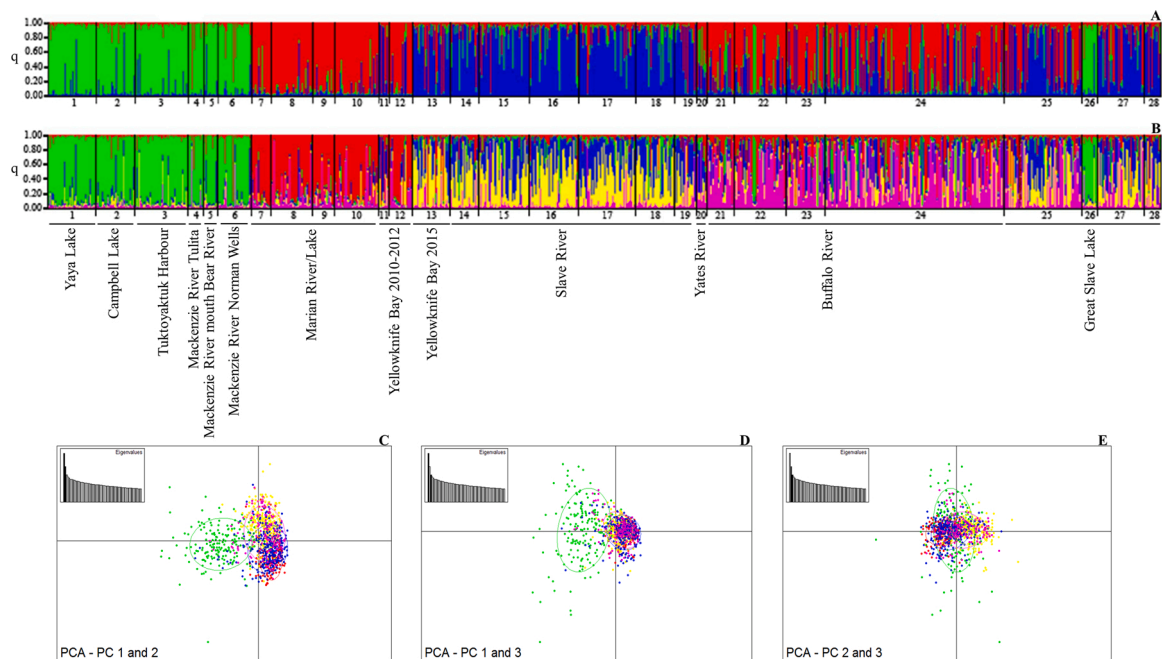 A
1.00
0.80
0.60
q
0.40
0.20
0.00
1 2 3 4 5 6 7 8 9 10 11 12 13 14 15 16 17 18 19 20 21 22 23 24 25 26 27 28
B
1.00
0.80
0.60
q
0.40
0.20
0.00
1 2 3 4 5 6 7 8 9 10 11 12 13 14 15 16 17 18 19 20 21 22 23 24 25 26 27 28
Yaya Lake
Campbell Lake
Tuktoyaktuk Harbour
Mackenzie River Tulita
Mackenzie River mouth Bear River
Mackenzie River Norman Wells
Marian River/Lake
Yellowknife Bay 2010-2012
Yellowknife Bay 2015
Slave River
Yates River
Buffalo River
Great Slave Lake
C
Eigenvalues
PCA - PC 1 and 2
D
Eigenvalues
PCA - PC 1 and 3
E
Eigenvalues
PCA - PC 2 and 3